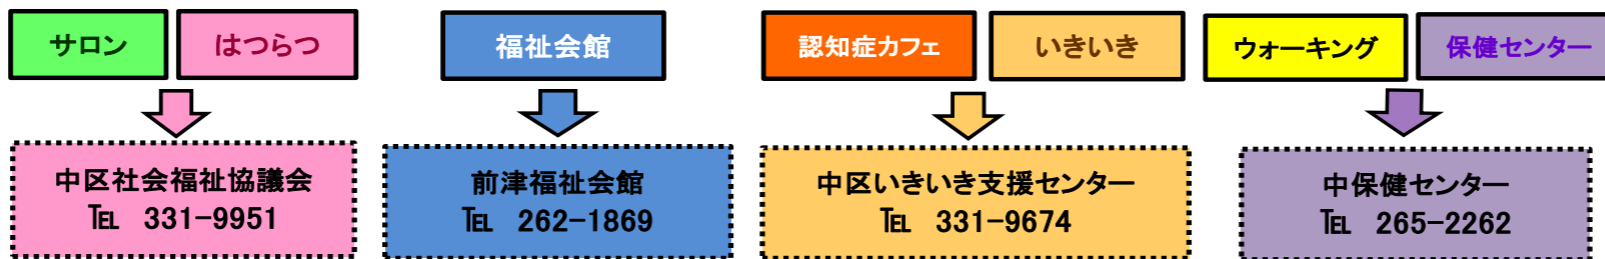 サロン
はつらつ
福祉会館
認知症カフェ
いきいき
ウォーキング
保健センター
中区社会福祉協議会
℡ 331-9951
前津福祉会館
℡ 262-1869
中区いきいき支援センター
℡ 331-9674
中保健センター
℡ 265-2262